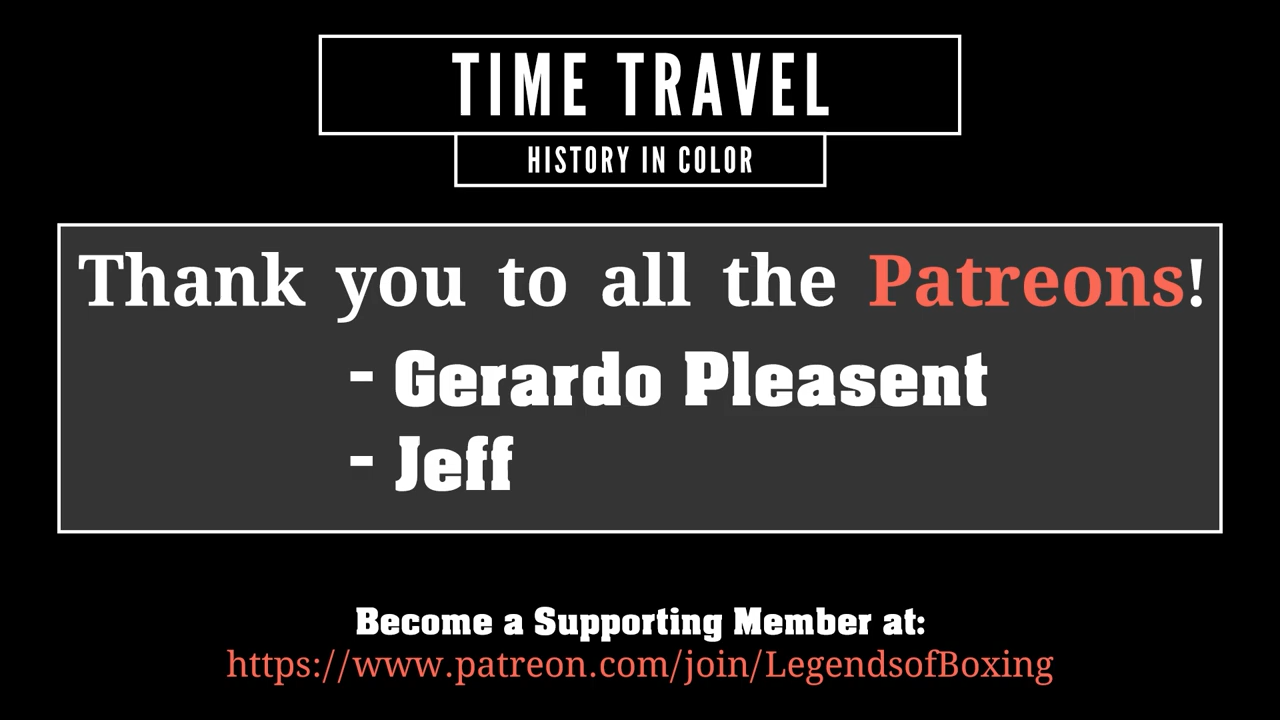 TIME TRAVEL
HISTORY IN COLOR
Thank you to all the Patreons!
- Gerardo Pleasent
- Jeff
Become a Supporting Member at:
https://www.patreon.com/join/LegendsofBoxing